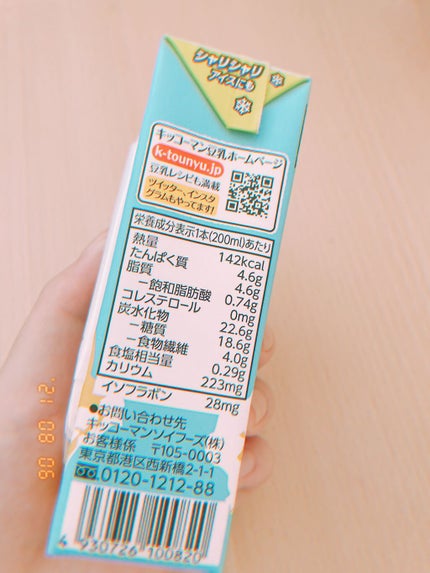 シャリシャリ
アイスにも
キッコーマン豆乳ホームページ
k-tounyu.jp
豆乳レシピも満載
ツイッター、インスタ
グラムもやってます!
栄養成分表示1本(200ml)あたり
熱量 142kcal
たんぱく質 4.6g
脂質 4.6g
−飽和脂肪酸 0.74g
コレステロール 0mg
炭水化物 22.6g
−糖質 18.6g
−食物繊維 4.0g
食塩相当量 0.29g
カリウム 223mg
イソフラボン 28mg
●お問い合わせ先
キッコーマンソイフーズ(株)
お客様係 〒105-0003
東京都港区西新橋2-1-1
0120-1212-88
4 930726 100820
'21 08 06